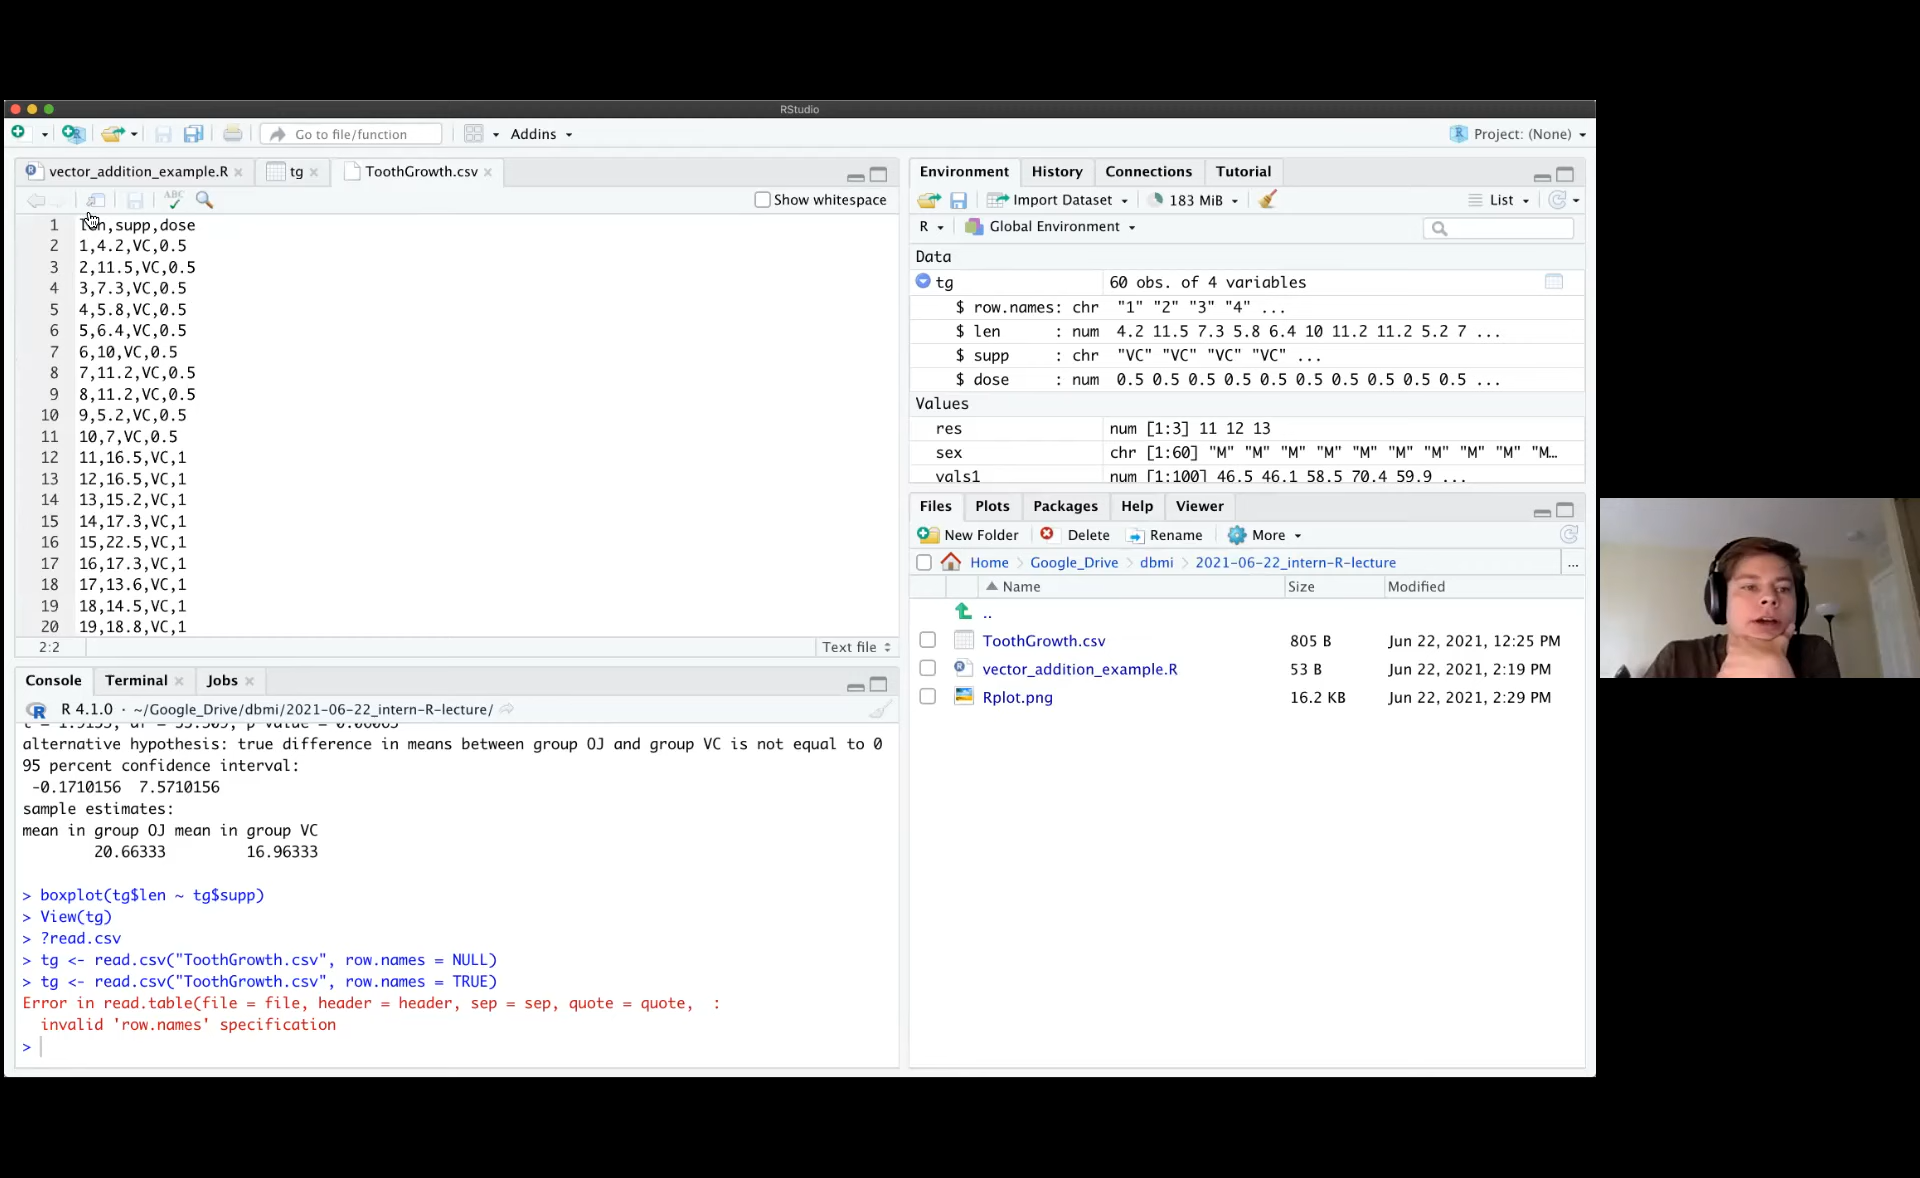 RStudio
Go to file/function
Addins
Project: (None)
vector_addition_example.R
tg
ToothGrowth.csv
ABC
Show whitespace
1 ,supp,dose
2 1,4.2,VC,0.5
3 2,11.5,VC,0.5
4 3,7.3,VC,0.5
5 4,5.8,VC,0.5
6 5,6.4,VC,0.5
7 6,10,VC,0.5
8 7,11.2,VC,0.5
9 8,11.2,VC,0.5
10 9,5.2,VC,0.5
11 10,7,VC,0.5
12 11,16.5,VC,1
13 12,16.5,VC,1
14 13,15.2,VC,1
15 14,17.3,VC,1
16 15,22.5,VC,1
17 16,17.3,VC,1
18 17,13.6,VC,1
19 18,14.5,VC,1
20 19,18.8,VC,1
2:2
Text file
Console
Terminal
Jobs
R 4.1.0 · ~/Google_Drive/dbmi/2021-06-22_intern-R-lecture/
alternative hypothesis: true difference in means between group OJ and group VC is not equal to 0
95 percent confidence interval:
-0.1710156 7.5710156
sample estimates:
mean in group OJ mean in group VC
20.66333 16.96333
> boxplot(tg$len ~ tg$supp)
> View(tg)
> ?read.csv
> tg <- read.csv("ToothGrowth.csv", row.names = NULL)
> tg <- read.csv("ToothGrowth.csv", row.names = TRUE)
Error in read.table(file = file, header = header, sep = sep, quote = quote, :
invalid 'row.names' specification
>
Environment
History
Connections
Tutorial
Import Dataset
183 MiB
List
R
Global Environment
Data
tg 60 obs. of 4 variables
$ row.names: chr "1" "2" "3" "4" ...
$ len : num 4.2 11.5 7.3 5.8 6.4 10 11.2 11.2 5.2 7 ...
$ supp : chr "VC" "VC" "VC" "VC" ...
$ dose : num 0.5 0.5 0.5 0.5 0.5 0.5 0.5 0.5 0.5 0.5 ...
Values
res num [1:3] 11 12 13
sex chr [1:60] "M" "M" "M" "M" "M" "M" "M" "M" "M" "M…
vals1 num [1:100] 46.5 46.1 58.5 70.4 59.9 ...
Files
Plots
Packages
Help
Viewer
New Folder
Delete
Rename
More
Home
Google_Drive
dbmi
2021-06-22_intern-R-lecture
...
Name
Size
Modified
..
ToothGrowth.csv 805 B Jun 22, 2021, 12:25 PM
vector_addition_example.R 53 B Jun 22, 2021, 2:19 PM
Rplot.png 16.2 KB Jun 22, 2021, 2:29 PM